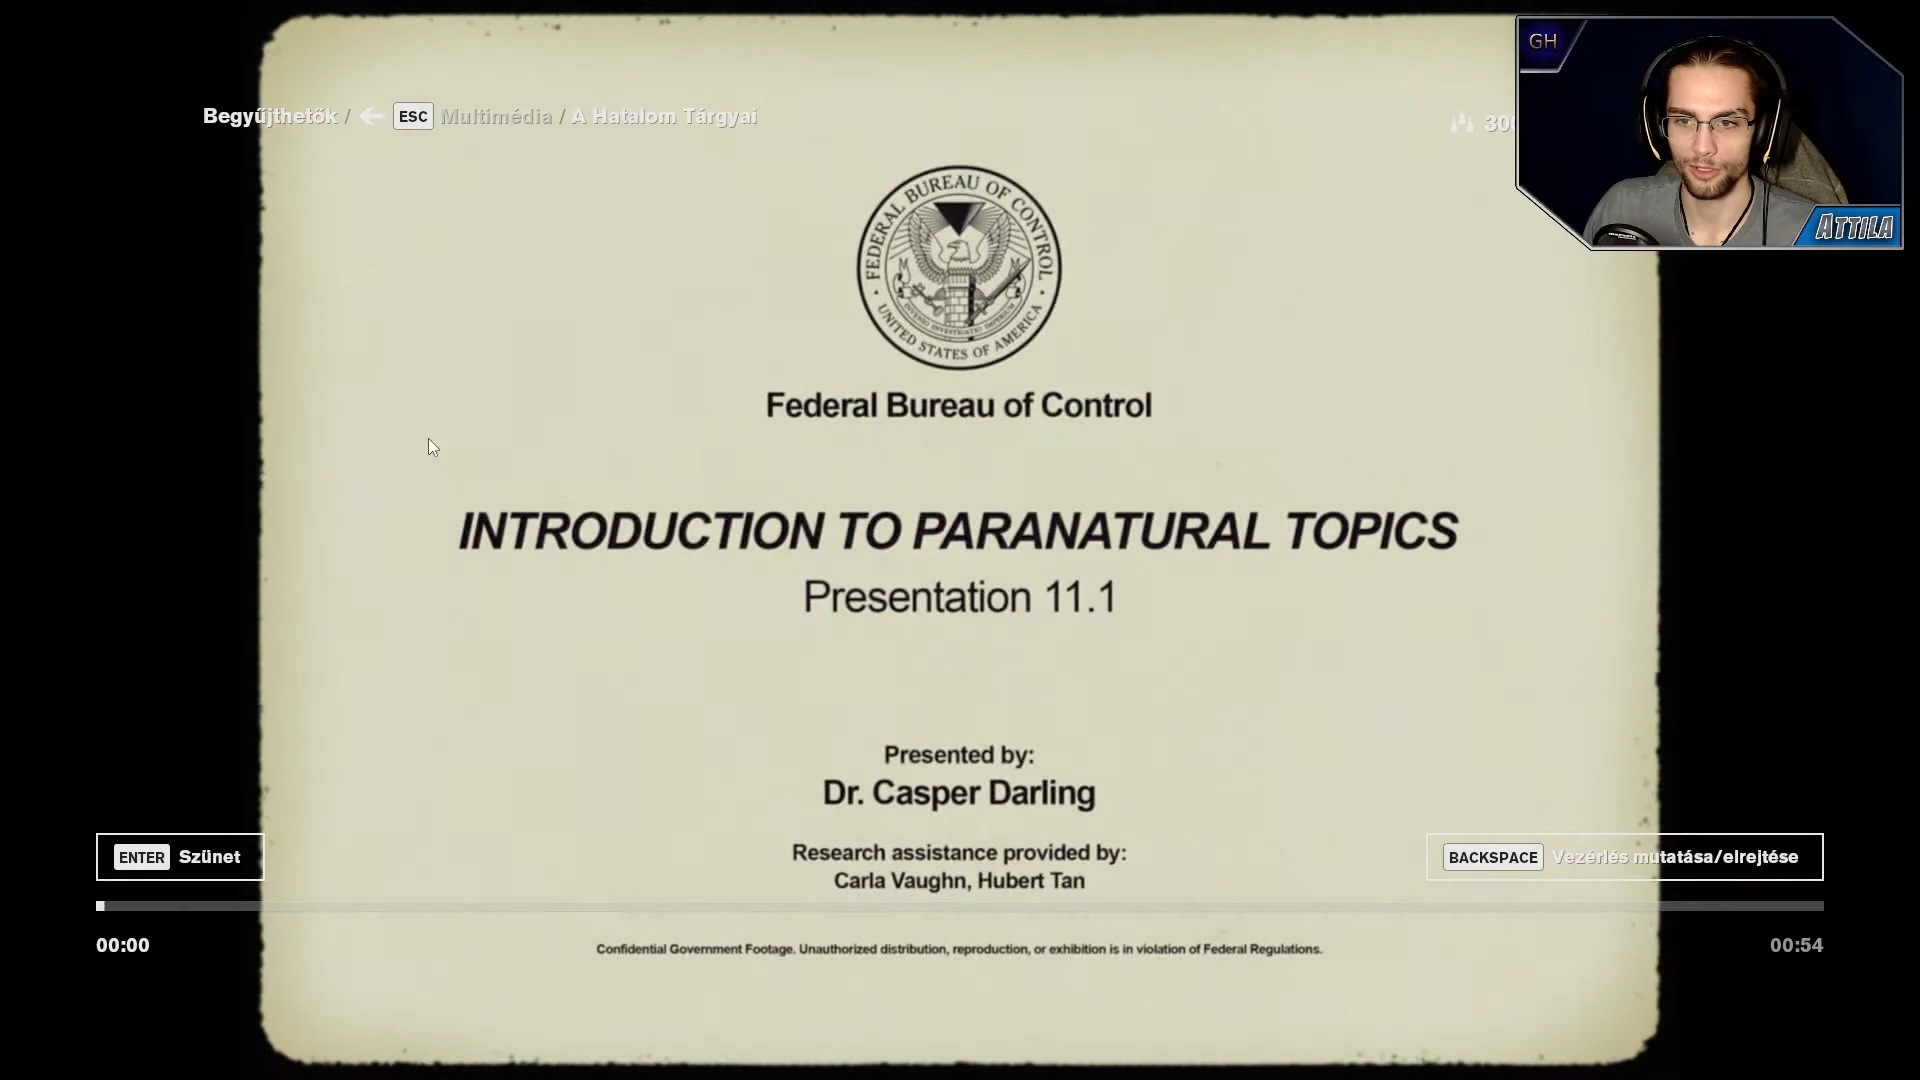 GH
Begyűjthetők / ESC Multimédia / A Hatalom Tárgyai
ATTILA
FEDERAL BUREAU OF CONTROL
UNITED STATES OF AMERICA
Federal Bureau of Control
INTRODUCTION TO PARANATURAL TOPICS
Presentation 11.1
Presented by:
Dr. Casper Darling
Research assistance provided by:
Carla Vaughn, Hubert Tan
ENTER Szünet
BACKSPACE Vezérlés mutatása/elrejtése
00:00
00:54
Confidential Government Footage. Unauthorized distribution, reproduction, or exhibition is in violation of Federal Regulations.